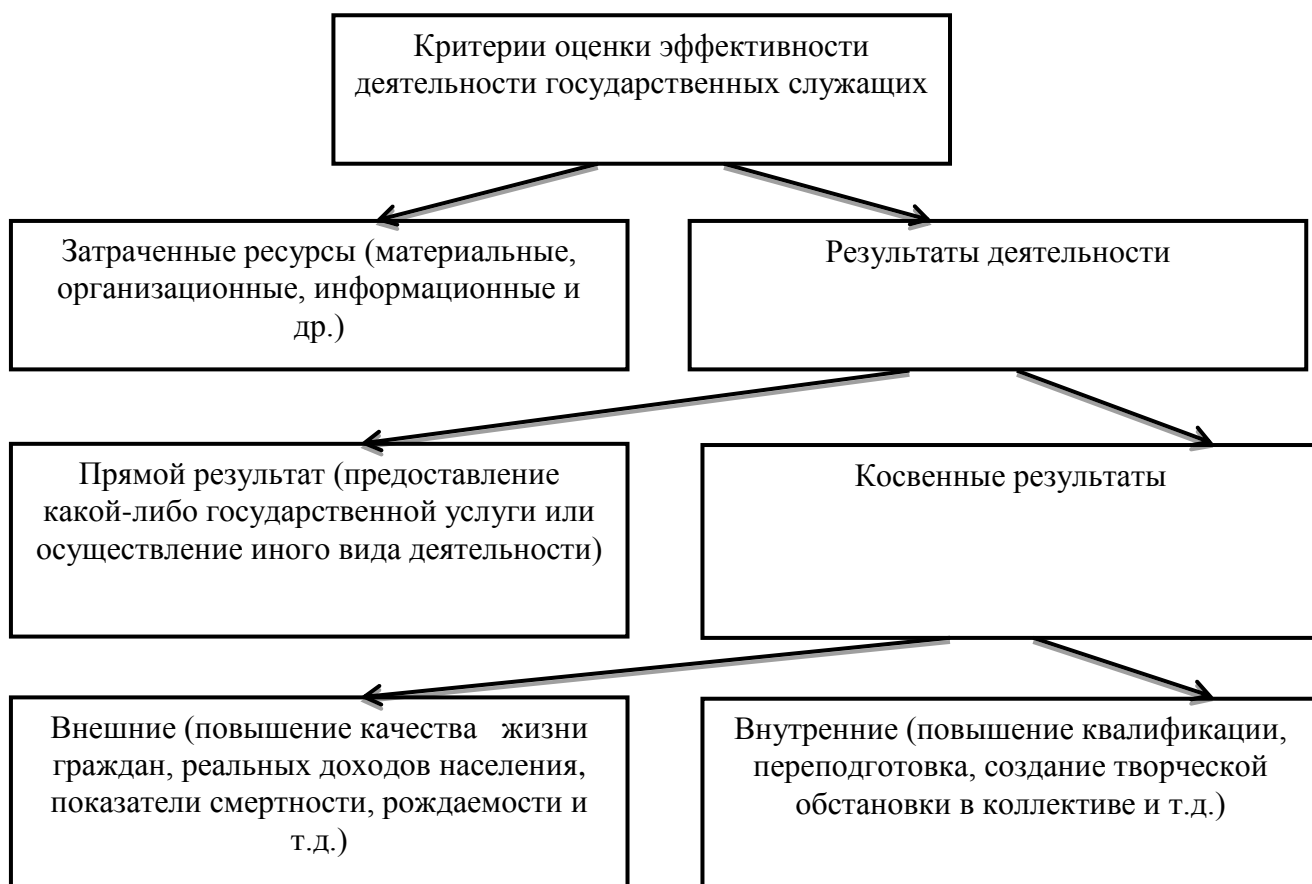 Критерии оценки эффективности
деятельности государственных служащих
Затраченные ресурсы (материальные,
организационные, информационные и
др.)
Результаты деятельности
Прямой результат (предоставление
какой-либо государственной услуги или
осуществление иного вида деятельности)
Косвенные результаты
Внешние (повышение качества жизни
граждан, реальных доходов населения,
показатели смертности, рождаемости и
т.д.)
Внутренние (повышение квалификации,
переподготовка, создание творческой
обстановки в коллективе и т.д.)